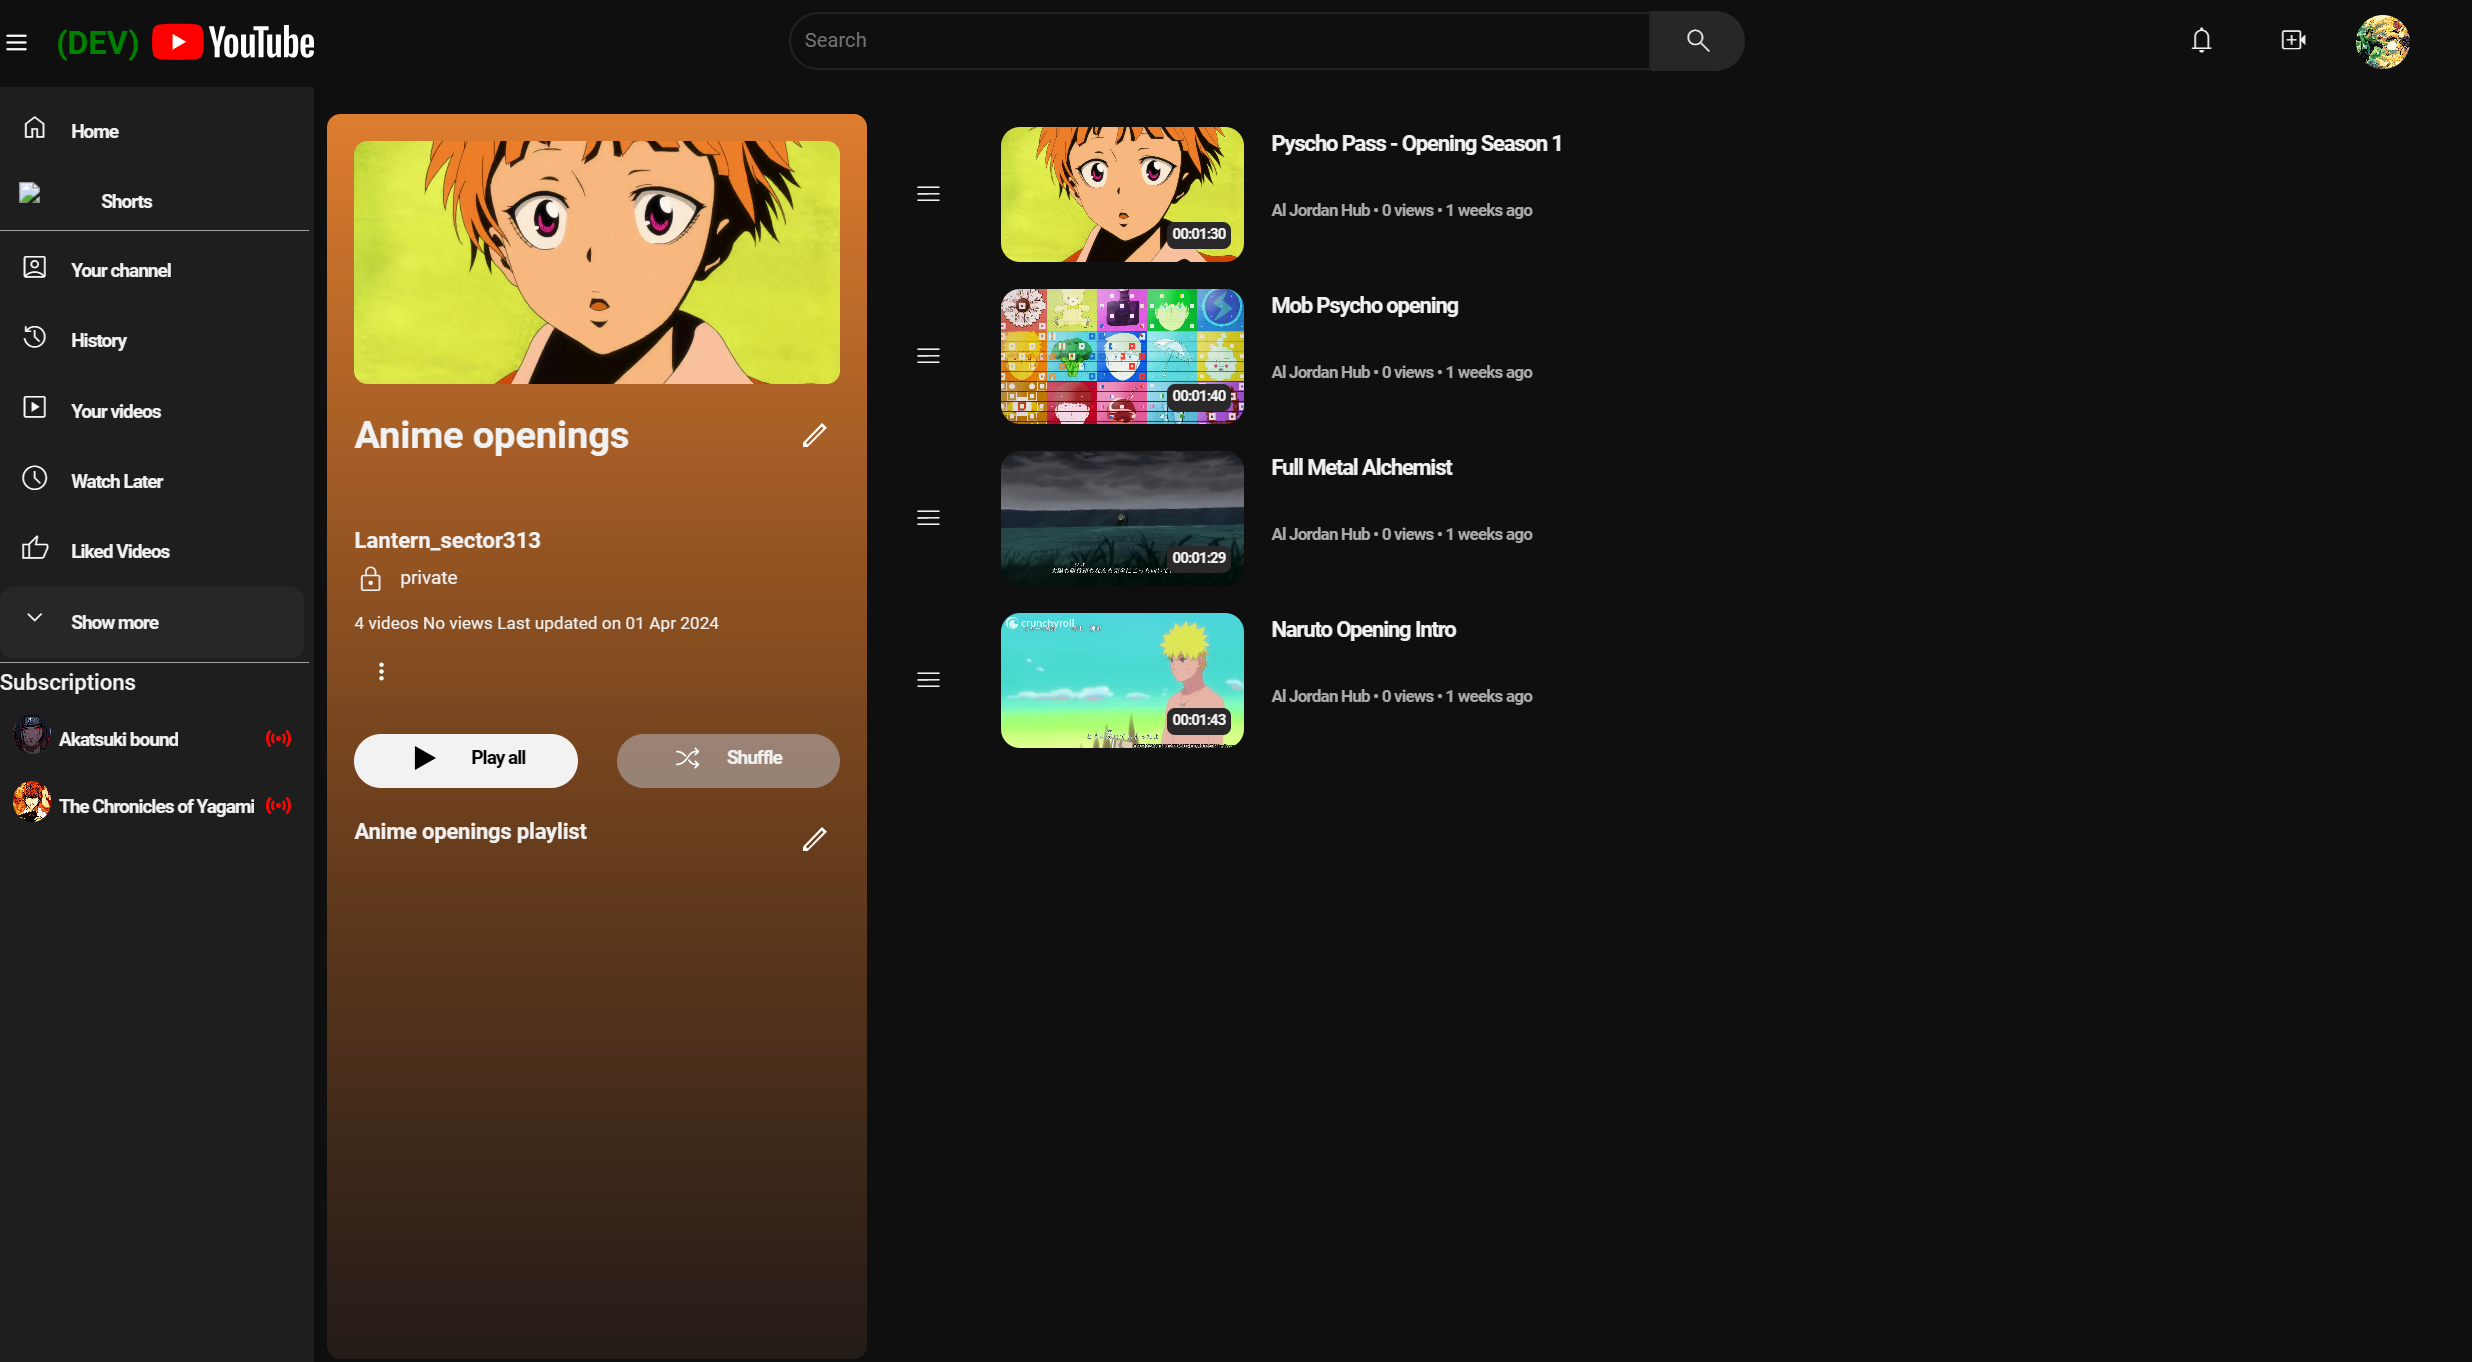 (DEV) YouTube
Search
Home
Shorts
Your channel
History
Your videos
Watch Later
Liked Videos
Show more
Subscriptions
Akatsuki bound
The Chronicles of Yagami
Anime openings
Lantern_sector313
private
4 videos No views Last updated on 01 Apr 2024
Play all
Shuffle
Anime openings playlist
00:01:30
Pyscho Pass - Opening Season 1
Al Jordan Hub • 0 views • 1 weeks ago
00:01:40
Mob Psycho opening
Al Jordan Hub • 0 views • 1 weeks ago
00:01:29
Full Metal Alchemist
Al Jordan Hub • 0 views • 1 weeks ago
crunchyroll
00:01:43
Naruto Opening Intro
Al Jordan Hub • 0 views • 1 weeks ago